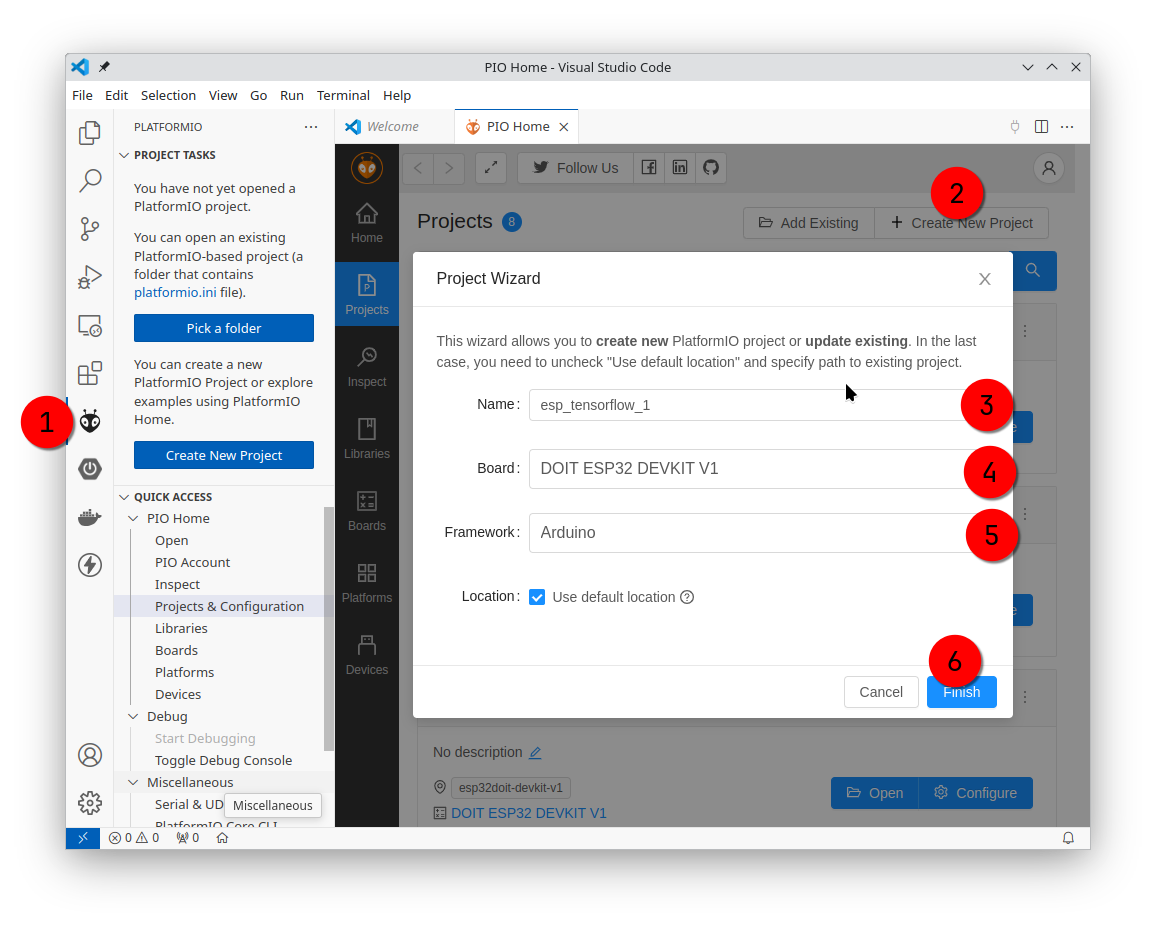 PIO Home - Visual Studio Code
File Edit Selection View Go Run Terminal Help
PLATFORMIO
PROJECT TASKS
You have not yet opened a
PlatformIO project.
You can open an existing
PlatformIO-based project (a
folder that contains
platformio.ini file).
Pick a folder
You can create a new
PlatformIO Project or explore
examples using PlatformIO
Home.
Create New Project
QUICK ACCESS
PIO Home
Open
PIO Account
Inspect
Projects & Configuration
Libraries
Boards
Platforms
Devices
Debug
Start Debugging
Toggle Debug Console
Miscellaneous
Serial & UD
Miscellaneous
PlatformIO Core CLI
1
Welcome
PIO Home
Home
Projects
Inspect
Libraries
Boards
Platforms
Devices
Follow Us
2
Projects 8
Add Existing
Create New Project
Project Wizard
This wizard allows you to create new PlatformIO project or update existing. In the last
case, you need to uncheck "Use default location" and specify path to existing project.
Name: esp_tensorflow_1
3
Board: DOIT ESP32 DEVKIT V1
4
Framework: Arduino
5
Location: Use default location
6
Cancel
Finish
No description
esp32doit-devkit-v1
DOIT ESP32 DEVKIT V1
Open
Configure
0 0 0